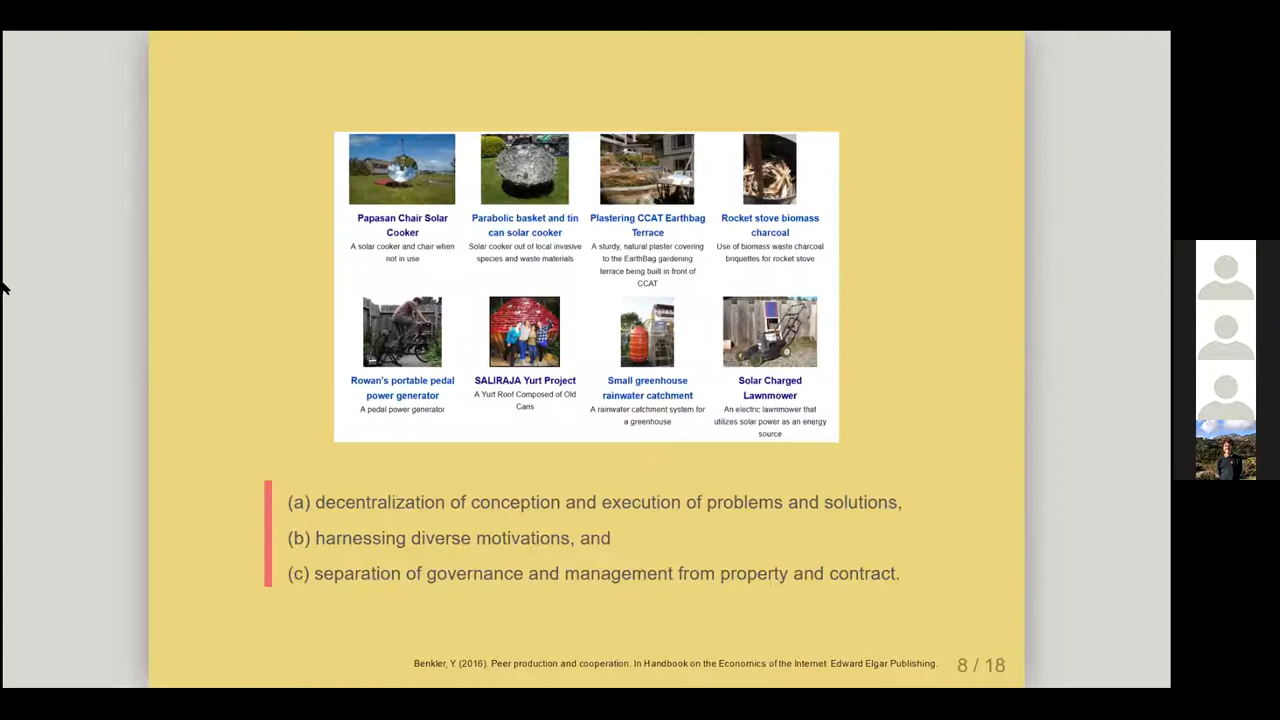 Papasan Chair Solar
Cooker
A solar cooker and chair when
not in use
Parabolic basket and tin
can solar cooker
Solar cooker out of local invasive
species and waste materials
Plastering CCAT Earthbag
Terrace
A sturdy, natural plaster covering
to the EarthBag gardening
terrace being built in front of
CCAT
Rocket stove biomass
charcoal
Use of biomass waste charcoal
briquettes for rocket stove
Rowan's portable pedal
power generator
A pedal power generator
SALIRAJA Yurt Project
A Yurt Roof Composed of Old
Cans
Small greenhouse
rainwater catchment
A rainwater catchment system for
a greenhouse
Solar Charged
Lawnmower
An electric lawnmower that
utilizes solar power as an energy
source
(a) decentralization of conception and execution of problems and solutions,
(b) harnessing diverse motivations, and
(c) separation of governance and management from property and contract.
Benkler, Y. (2016). Peer production and cooperation. In Handbook on the Economics of the Internet. Edward Elgar Publishing.
8 / 18